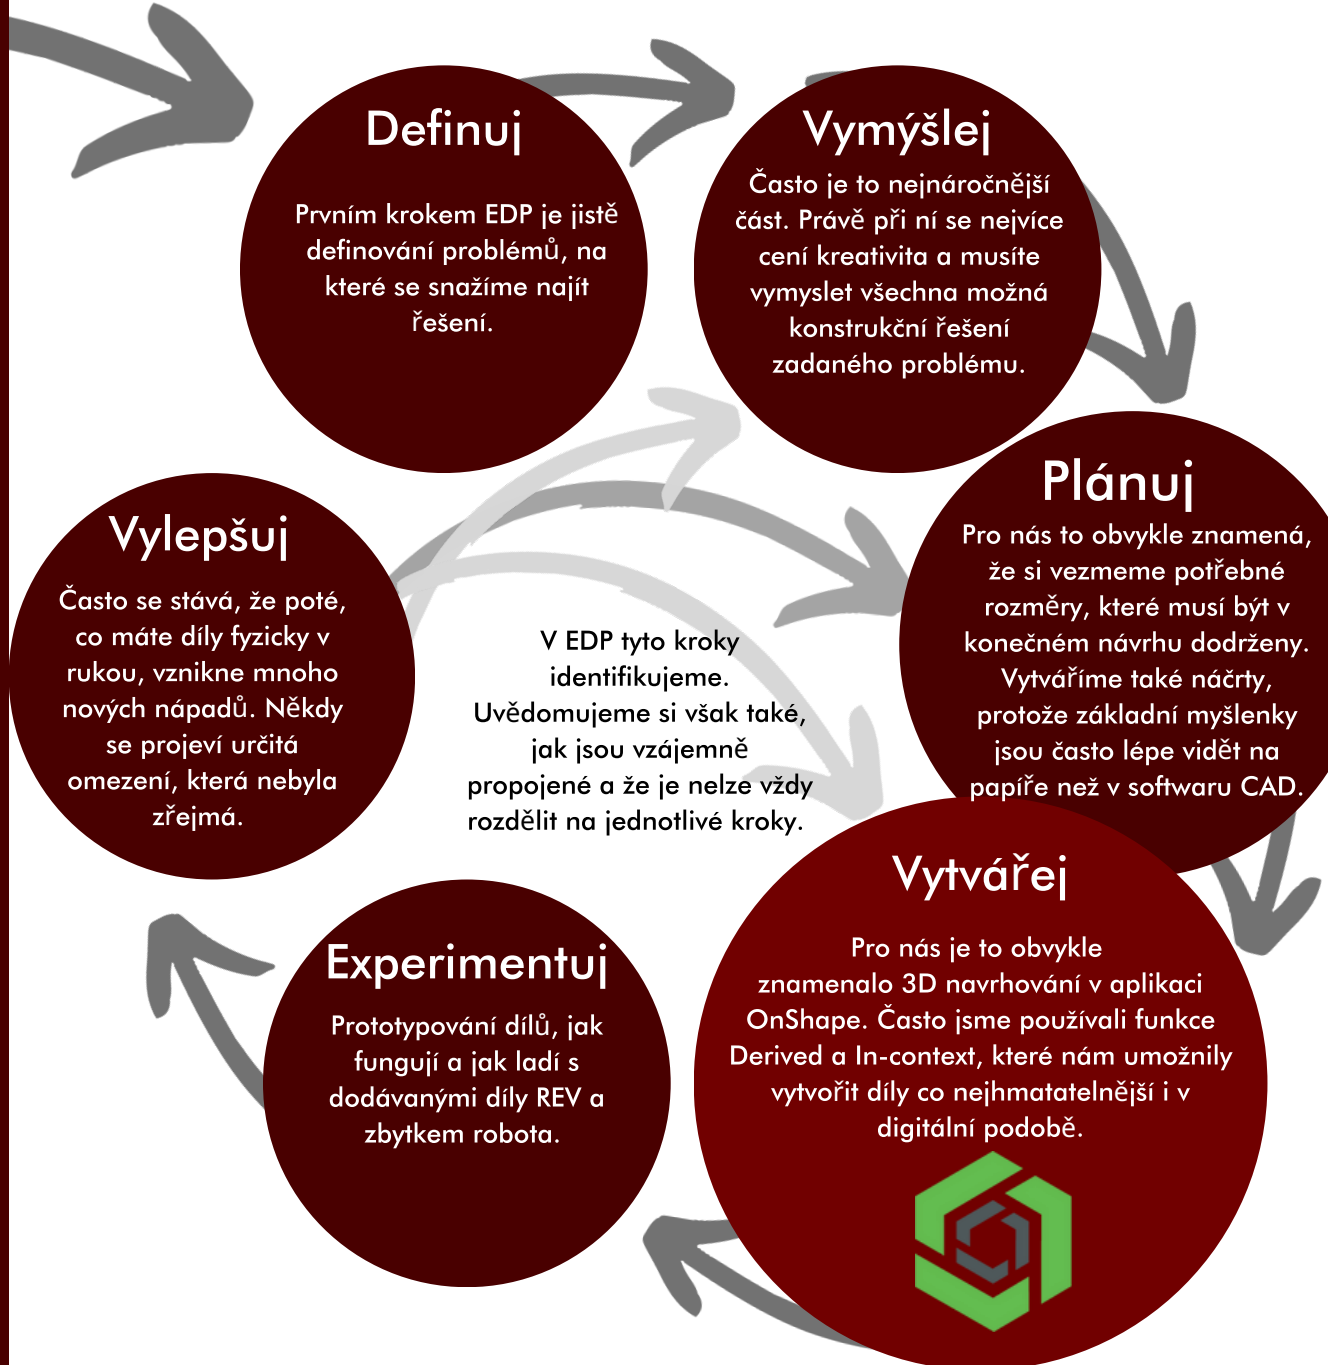 Definuj
Prvním krokem EDP je jistě
definování problémů, na
které se snažíme najít
řešení.
Vymýšlej
Často je to nejnáročnější
část. Právě při ní se nejvíce
cení kreativita a musíte
vymyslet všechna možná
konstrukční řešení
zadaného problému.
Plánuj
Pro nás to obvykle znamená,
že si vezmeme potřebné
rozměry, které musí být v
konečném návrhu dodrženy.
Vytváříme také náčrty,
protože základní myšlenky
jsou často lépe vidět na
papíře než v softwaru CAD.
Vytvářej
Pro nás je to obvykle
znamenalo 3D navrhování v aplikaci
OnShape. Často jsme používali funkce
Derived a In-context, které nám umožnily
vytvořit díly co nejhmatatelnější i v
digitální podobě.
Experimentuj
Prototypování dílů, jak
fungují a jak ladí s
dodávanými díly REV a
zbytkem robota.
Vylepšuj
Často se stává, že poté,
co máte díly fyzicky v
rukou, vznikne mnoho
nových nápadů. Někdy
se projeví určitá
omezení, která nebyla
zřejmá.
V EDP tyto kroky
identifikujeme.
Uvědomujeme si však také,
jak jsou vzájemně
propojené a že je nelze vždy
rozdělit na jednotlivé kroky.